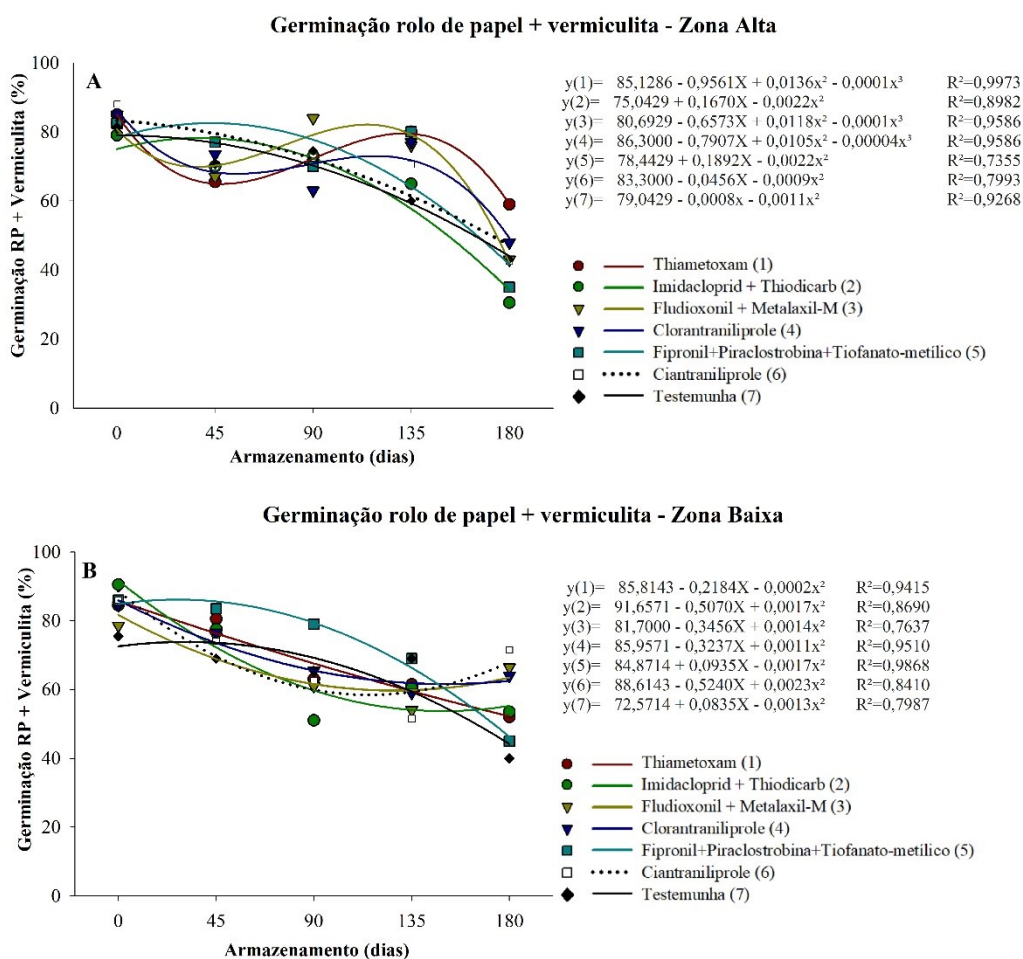 Germinação rolo de papel + vermiculita - Zona Alta
A
Germinação RP + Vermiculita (%)
100
80
60
40
20
0
0 45 90 135 180
Armazenamento (dias)
y(1)= 85,1286 - 0,9561X + 0,0136x² - 0,0001x³ R²=0,9973
y(2)= 75,0429 + 0,1670X - 0,0022x² R²=0,8982
y(3)= 80,6929 - 0,6573X + 0,0118x² - 0,0001x³ R²=0,9586
y(4)= 86,3000 - 0,7907X + 0,0105x² - 0,00004x³ R²=0,9586
y(5)= 78,4429 + 0,1892X - 0,0022x² R²=0,7355
y(6)= 83,3000 - 0,0456X - 0,0009x² R²=0,7993
y(7)= 79,0429 - 0,0008x - 0,0011x² R²=0,9268
Thiametoxam (1)
Imidacloprid + Thiodicarb (2)
Fludioxonil + Metalaxil-M (3)
Clorantraniliprole (4)
Fipronil+Piraclostrobina+Tiofanato-metílico (5)
Ciantraniliprole (6)
Testemunha (7)
Germinação rolo de papel + vermiculita - Zona Baixa
B
Germinação RP + Vermiculita (%)
100
80
60
40
20
0
0 45 90 135 180
Armazenamento (dias)
y(1)= 85,8143 - 0,2184X - 0,0002x² R²=0,9415
y(2)= 91,6571 - 0,5070X + 0,0017x² R²=0,8690
y(3)= 81,7000 - 0,3456X + 0,0014x² R²=0,7637
y(4)= 85,9571 - 0,3237X + 0,0011x² R²=0,9510
y(5)= 84,8714 + 0,0935X - 0,0017x² R²=0,9868
y(6)= 88,6143 - 0,5240X + 0,0023x² R²=0,8410
y(7)= 72,5714 + 0,0835X - 0,0013x² R²=0,7987
Thiametoxam (1)
Imidacloprid + Thiodicarb (2)
Fludioxonil + Metalaxil-M (3)
Clorantraniliprole (4)
Fipronil+Piraclostrobina+Tiofanato-metílico (5)
Ciantraniliprole (6)
Testemunha (7)